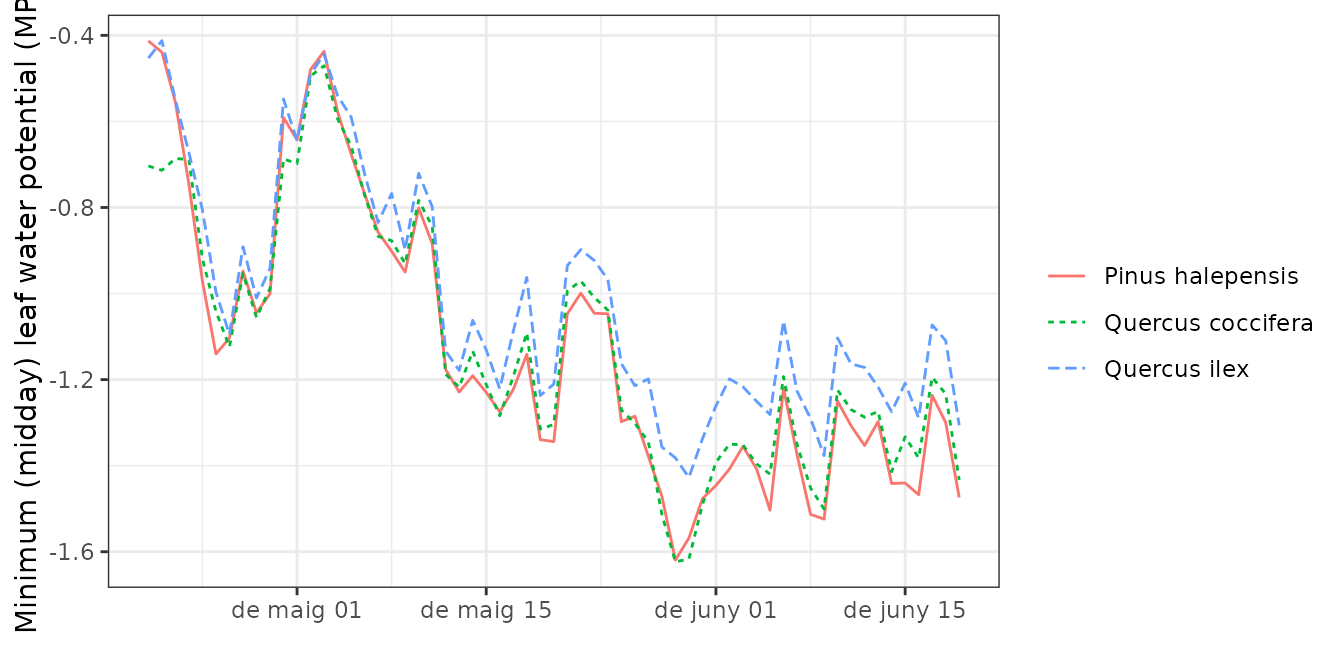 Minimum (midday) leaf water potential (MP
-0.4
-0.8
-1.2
-1.6
de maig 01
de maig 15
de juny 01
de juny 15
Pinus halepensis
Quercus coccifera
Quercus ilex